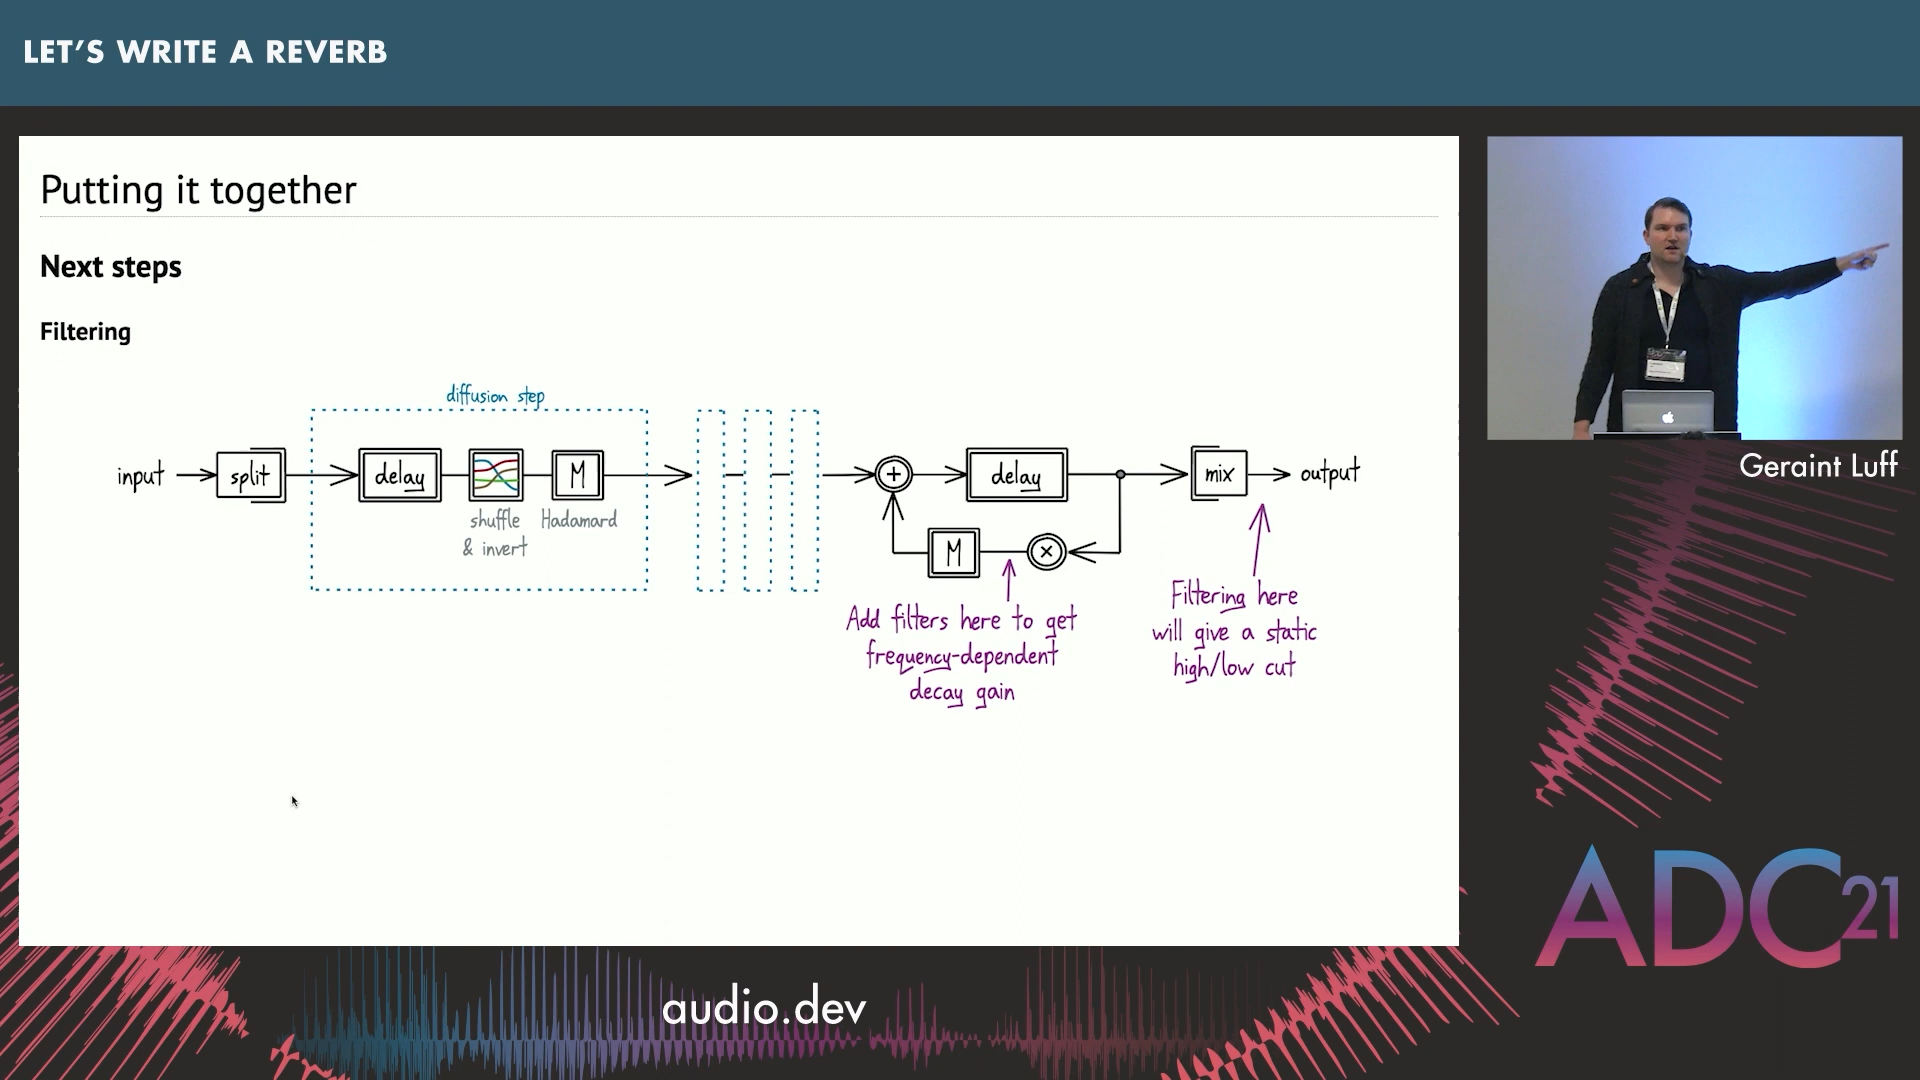 LET'S WRITE A REVERB
Putting it together
Next steps
Filtering
diffusion step
input
split
delay
M
shuffle
& invert
Hadamard
+
delay
mix
output
M
×
Add filters here to get
frequency-dependent
decay gain
Filtering here
will give a static
high/low cut
Geraint Luff
ADC21
audio.dev